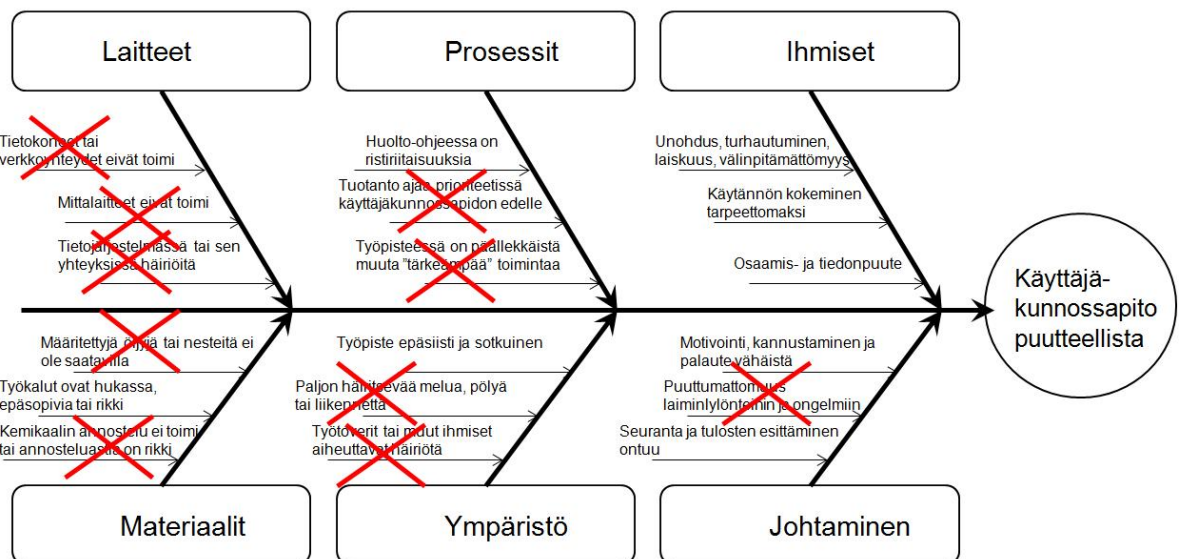 Laitteet
Prosessit
Ihmiset
Tietokoneet tai
verkkoyhteydet eivät toimi
Mittalaitteet eivät toimi
Tietojärjestelmässä tai sen
yhteyksissä häiriöitä
Huolto-ohjeessa on
ristiriitaisuuksia
Tuotanto ajaa prioriteetissä
käyttäjäkunnossapidon edelle
Työpisteessä on päällekkäistä
muuta "tärkeämpää" toimintaa
Unohdus, turhautuminen,
laiskuus, välinpitämättömyys
Käytännön kokeminen
tarpeettomaksi
Osaamis- ja tiedonpuute
Käyttäjä-
kunnossapito
puutteellista
Määritettyjä öljyjä tai nesteitä ei
ole saatavilla
Työkalut ovat hukassa,
epäsopivia tai rikki
Kemikaalin annostelu ei toimi
tai annosteluastia on rikki
Työpiste epäsiisti ja sotkuinen
Paljon häiritsevää melua, pölyä
tai liikennettä
Työtoverit tai muut ihmiset
aiheuttavat häiriötä
Motivointi, kannustaminen ja
palaute vähäistä
Puuttumattomuus
laiminlylönteihin ja ongelmiin
Seuranta ja tulosten esittäminen
ontuu
Materiaalit
Ympäristö
Johtaminen